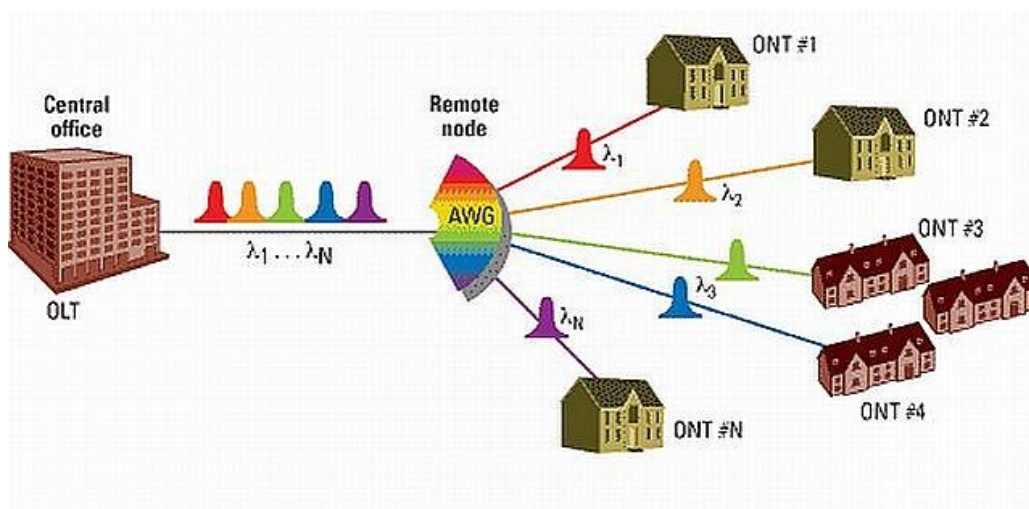 Central
office
OLT
λ1 . . . λN
Remote
node
AWG
ONT #1
λ1
ONT #2
λ2
ONT #3
λ3
ONT #4
λN
ONT #N